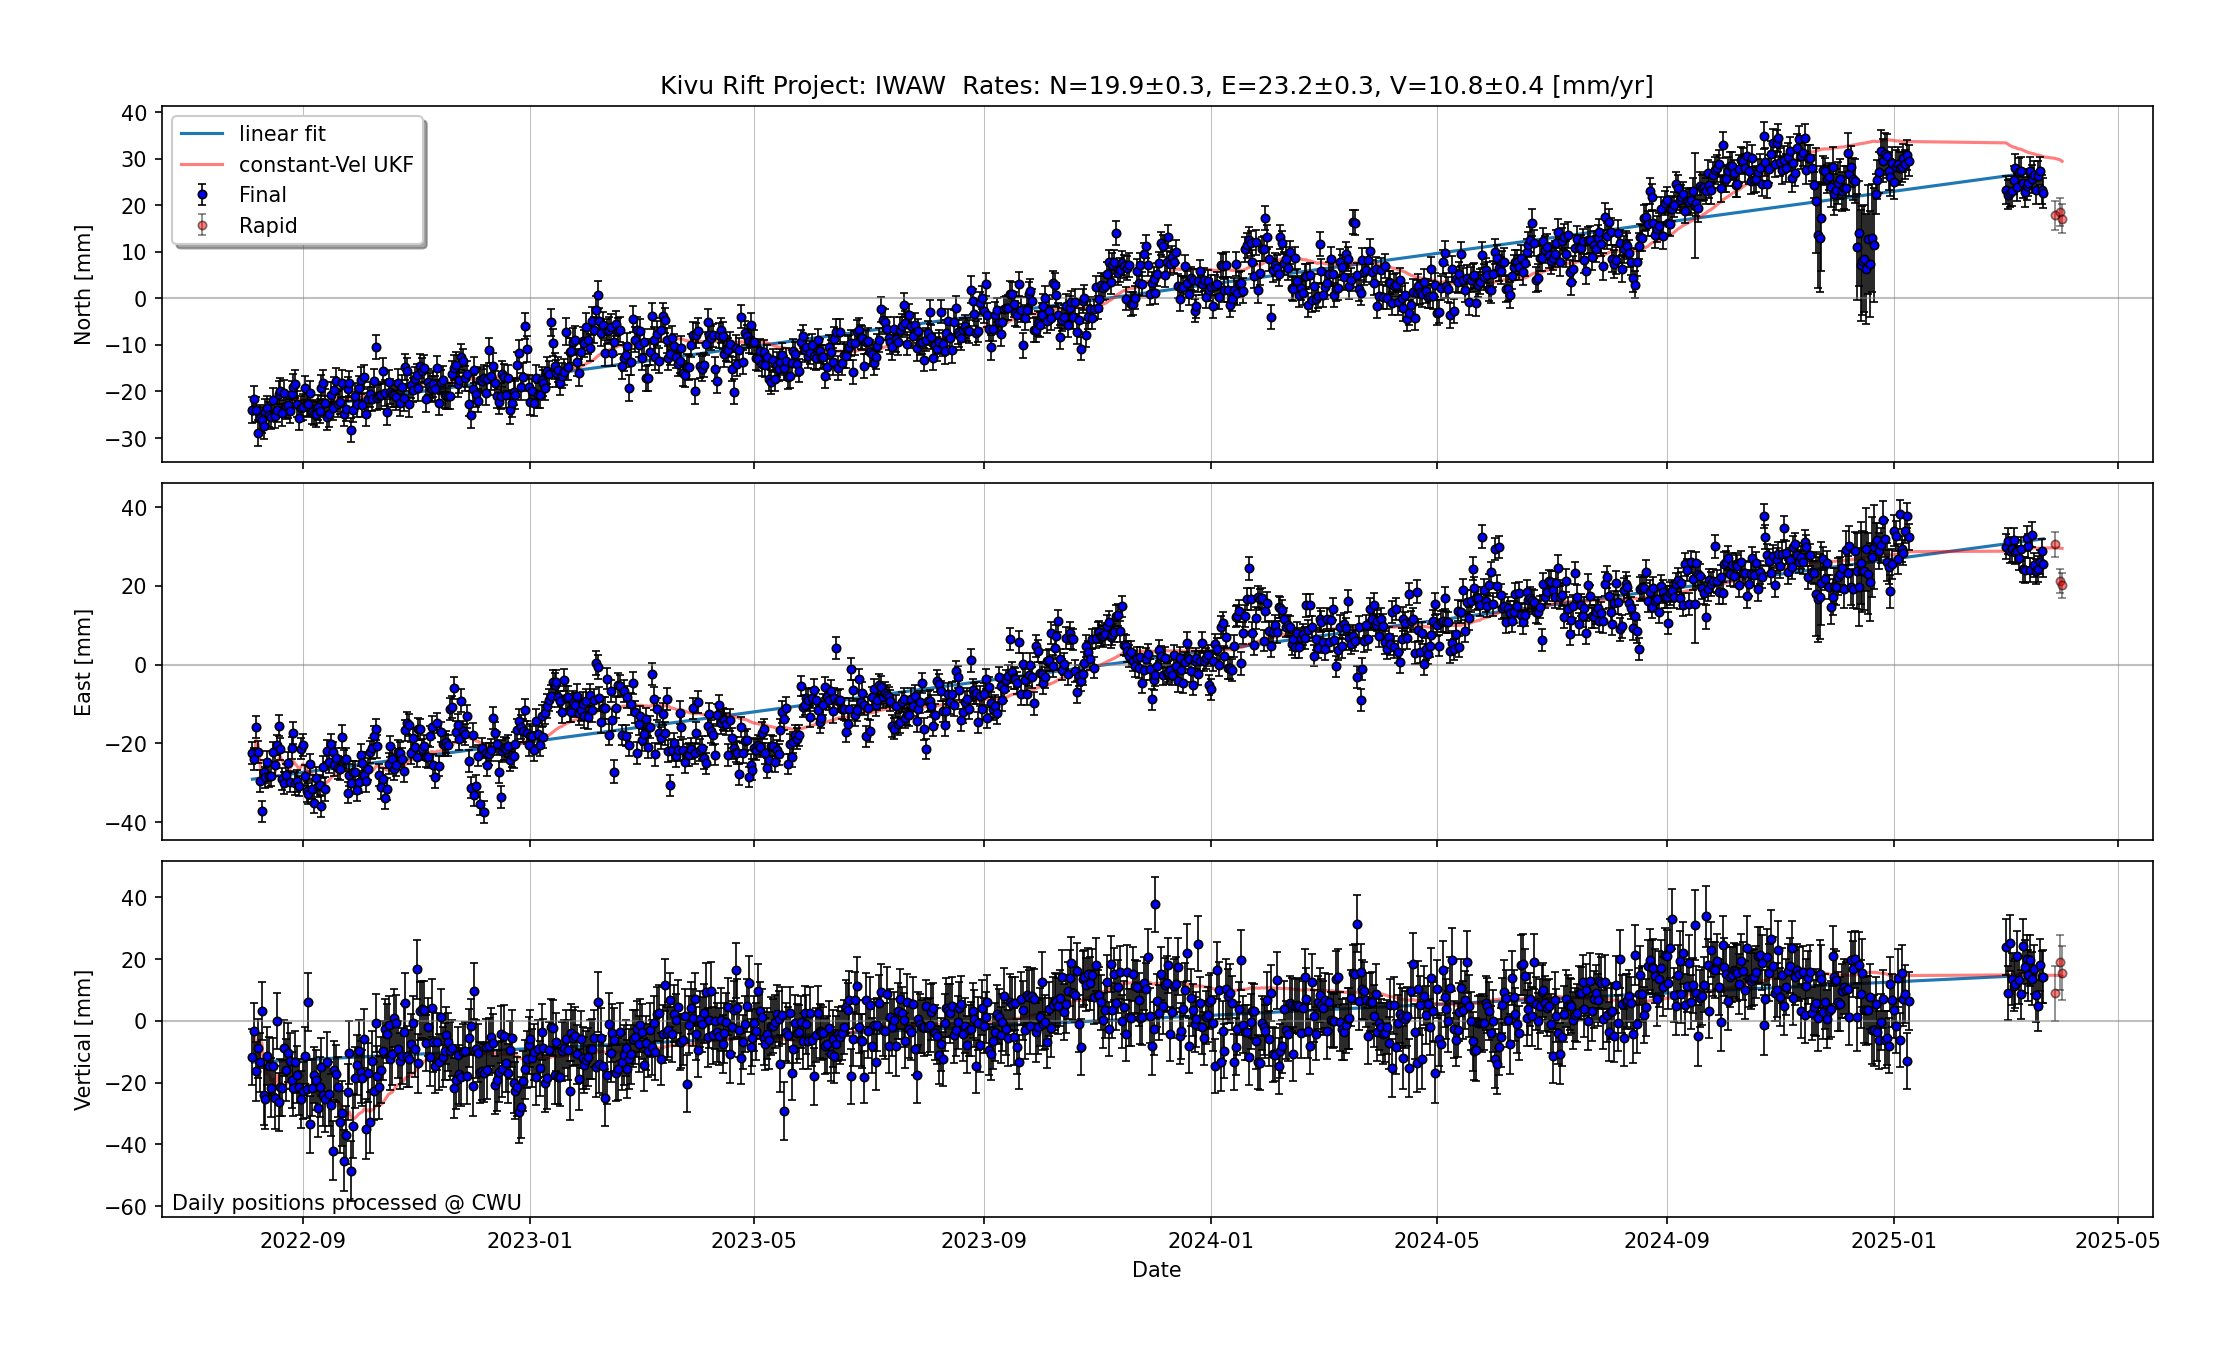 Kivu Rift Project: IWAW  Rates: N=19.9±0.3, E=23.2±0.3, V=10.8±0.4 [mm/yr]
linear fit
constant-Vel UKF
Final
Rapid
North [mm]
40
30
20
10
0
−10
−20
−30
East [mm]
40
20
0
−20
−40
Vertical [mm]
40
20
0
−20
−40
−60
Daily positions processed @ CWU
2022-09 2023-01 2023-05 2023-09 2024-01 2024-05 2024-09 2025-01 2025-05
Date